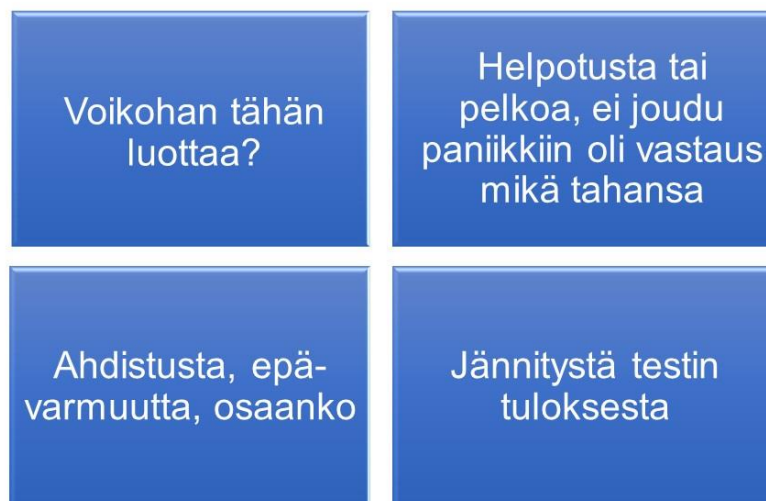 Voikohan tähän
luottaa?
Helpotusta tai
pelkoa, ei joudu
paniikkiin oli vastaus
mikä tahansa
Ahdistusta, epä-
varmuutta, osaanko
Jännitystä testin
tuloksesta